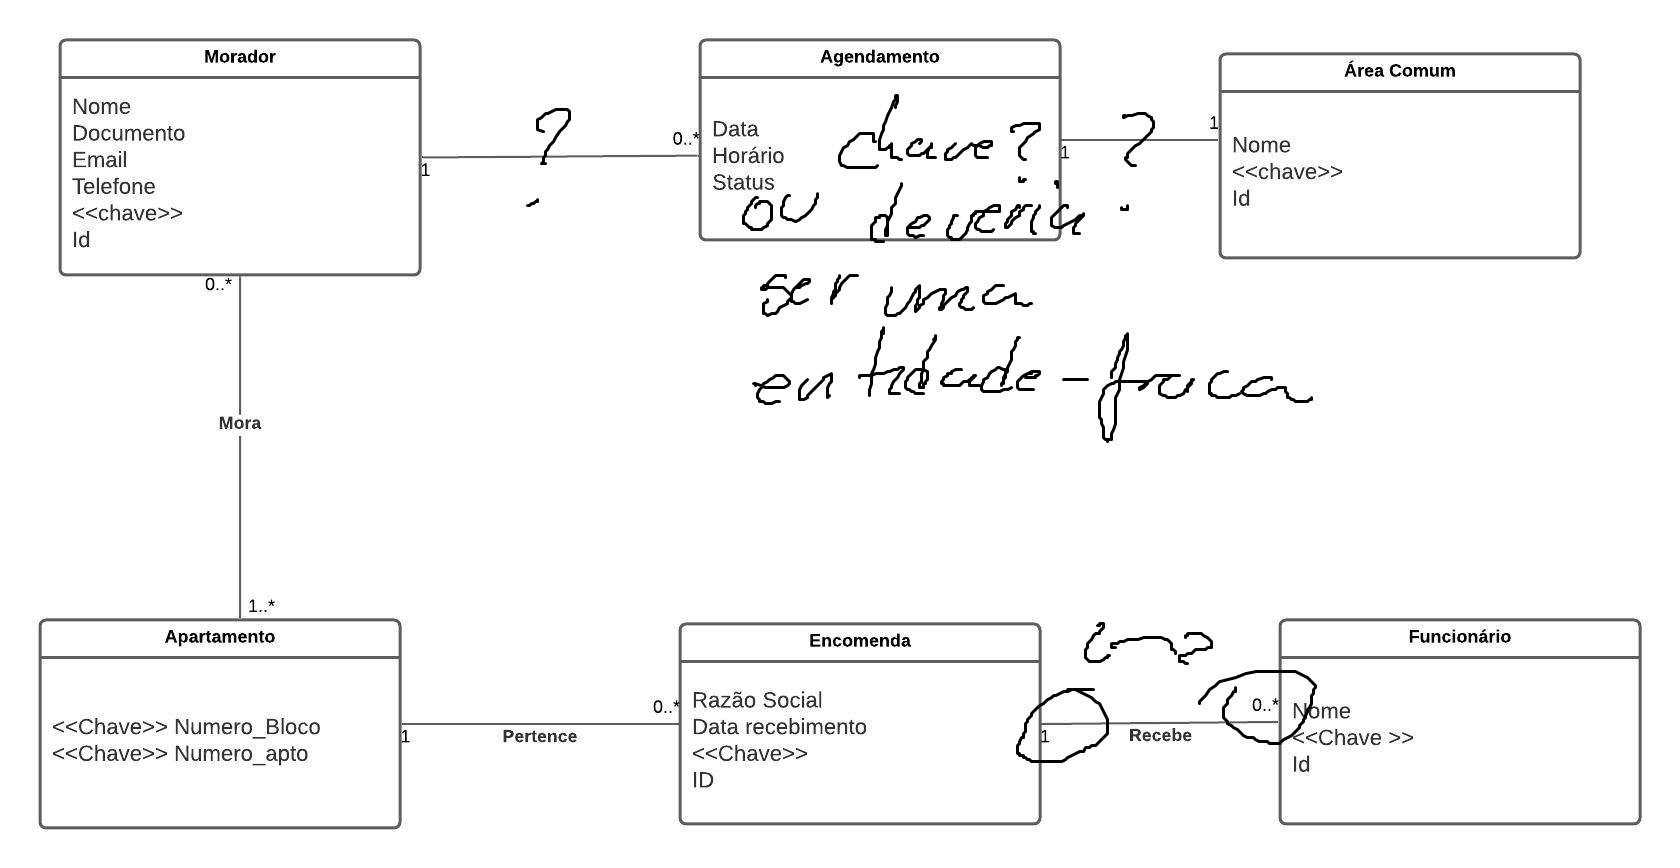 Morador
Nome
Documento
Email
Telefone
<<chave>>
Id
?
1
0..*
Agendamento
Data
Horário
Status
chave?
ou deveria
ser uma
entidade-fraca
1
?
1
Área Comum
Nome
<<chave>>
Id
0..*
Mora
1..*
Apartamento
<<Chave>> Numero_Bloco
<<Chave>> Numero_apto
1
Pertence
0..*
Encomenda
Razão Social
Data recebimento
<<Chave>>
ID
1
Recebe
0..*
Funcionário
Nome
<<Chave >>
Id